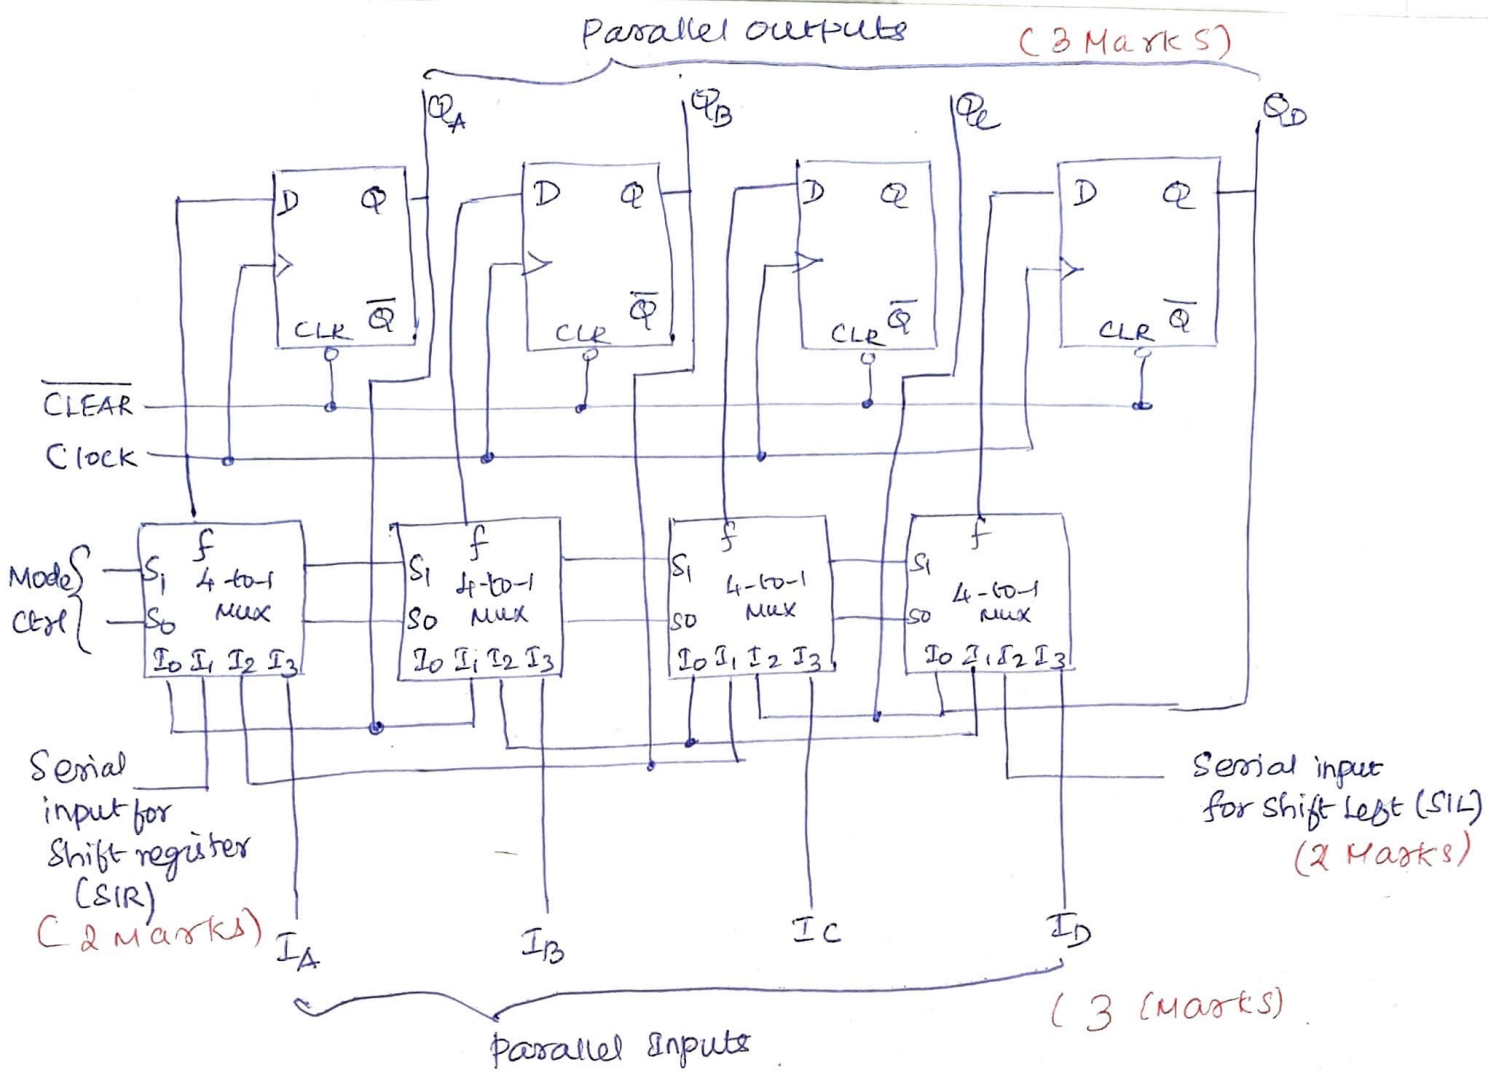 Parallel outputs (3 Marks)
QA QB QC QD
D Q D Q D Q D Q
CLR Q̅ CLR Q̅ CLR Q̅ CLR Q̅
C̅L̅E̅A̅R̅
Clock
f f f f
Mode S1 4-to-1 S1 4-to-1 S1 4-to-1 S1 4-to-1
Ctrl S0 MUX S0 MUX S0 MUX S0 MUX
I0 I1 I2 I3 I0 I1 I2 I3 I0 I1 I2 I3 I0 I1 I2 I3
Serial
input for
Shift register
(SIR)
(2 Marks)
Serial input
for Shift Left (SIL)
(2 Marks)
IA IB IC ID
(3 (Marks)
Parallel Inputs